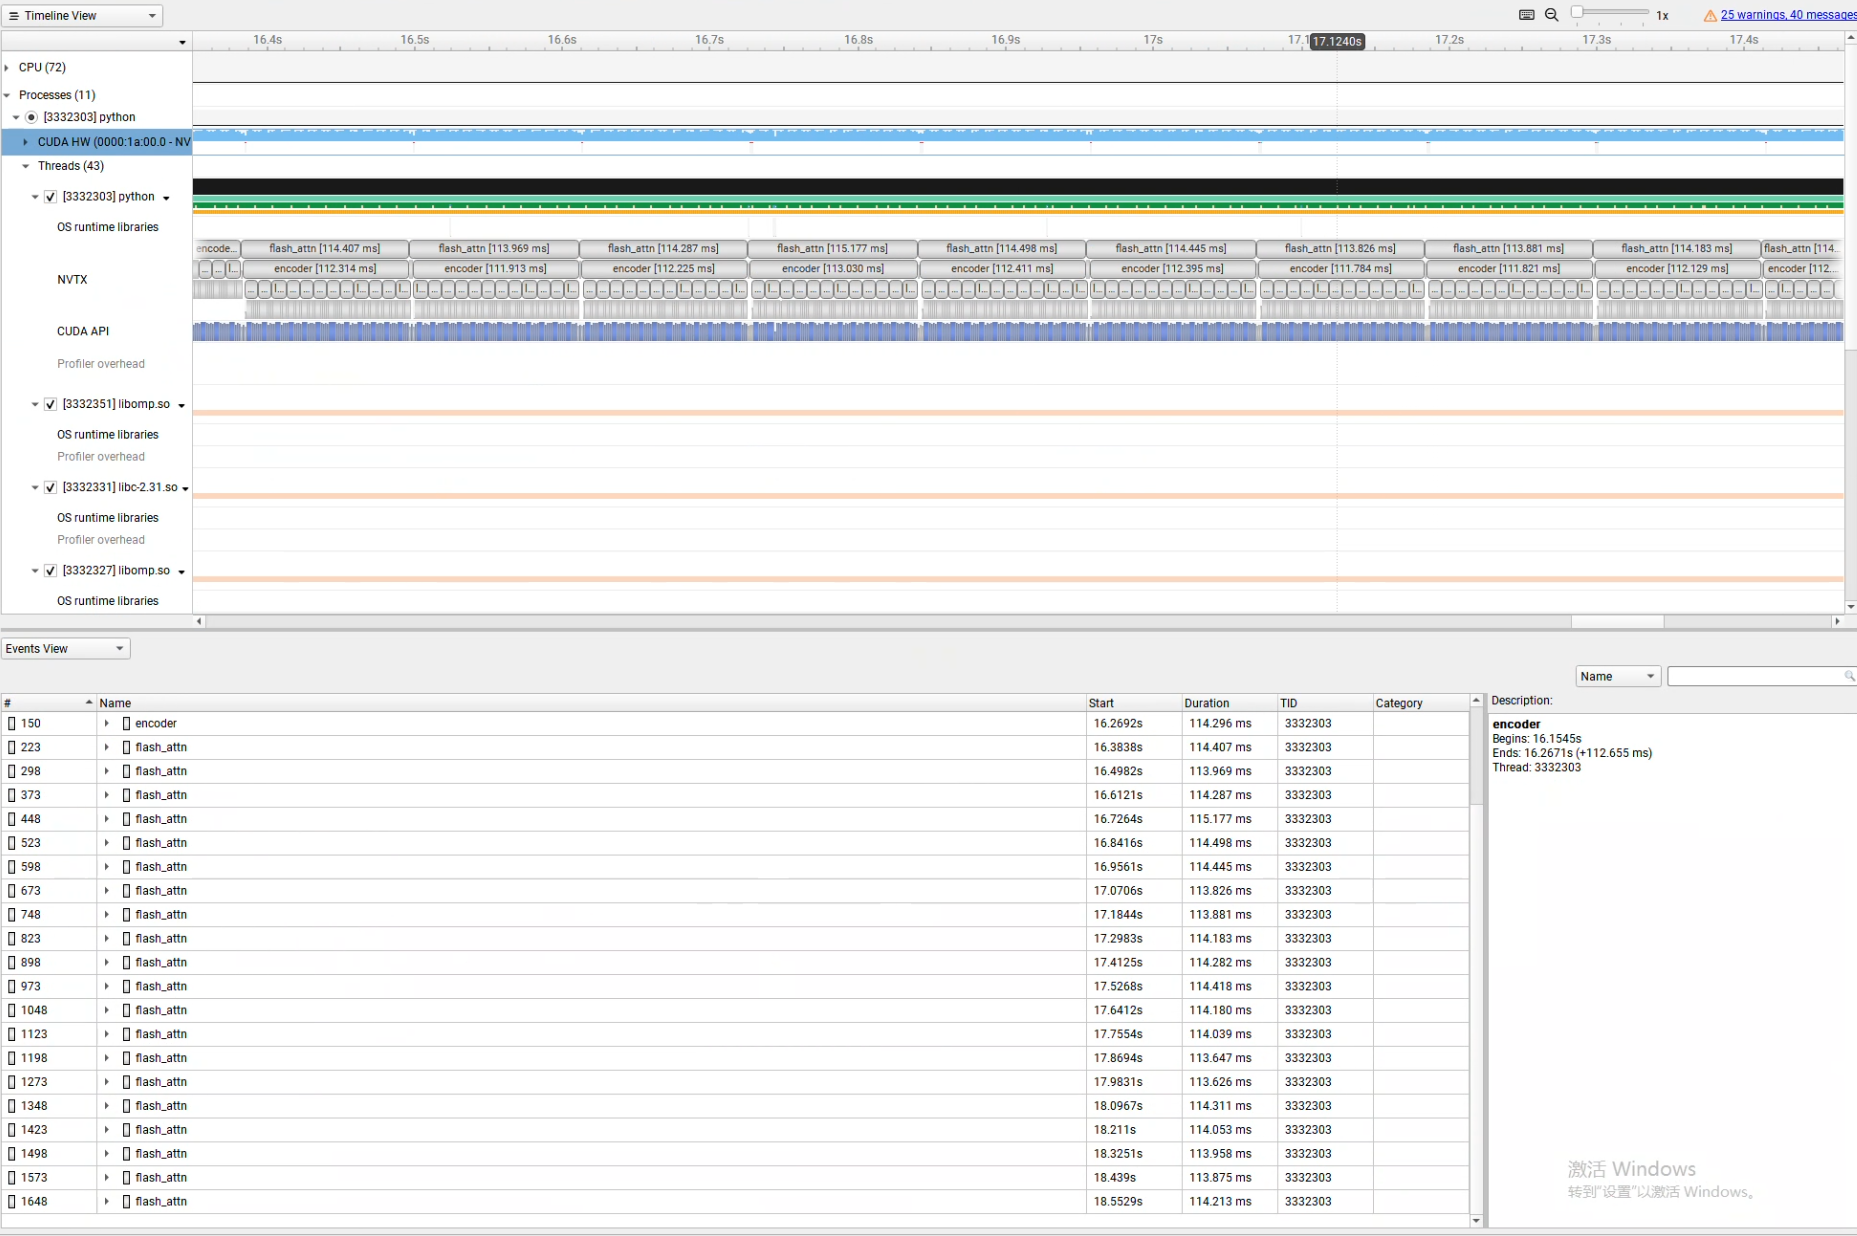 Timeline View
1x
25 warnings, 40 messages
16.4s 16.5s 16.6s 16.7s 16.8s 16.9s 17s 17.1 17.1240s 17.2s 17.3s 17.4s
CPU (72)
Processes (11)
[3332303] python
CUDA HW (0000:1a:00.0 - NV
Threads (43)
[3332303] python
OS runtime libraries
encode... flash_attn [114.407 ms] flash_attn [113.969 ms] flash_attn [114.287 ms] flash_attn [115.177 ms] flash_attn [114.498 ms] flash_attn [114.445 ms] flash_attn [113.826 ms] flash_attn [113.881 ms] flash_attn [114.183 ms] flash_attn [114...
encoder [112.314 ms] encoder [111.913 ms] encoder [112.225 ms] encoder [113.030 ms] encoder [112.411 ms] encoder [112.395 ms] encoder [111.784 ms] encoder [111.821 ms] encoder [112.129 ms] encoder [112...
NVTX
CUDA API
Profiler overhead
[3332351] libomp.so
OS runtime libraries
Profiler overhead
[3332331] libc-2.31.so
OS runtime libraries
Profiler overhead
[3332327] libomp.so
OS runtime libraries
Events View
Name
# Name Start Duration TID Category
150 encoder 16.2692s 114.296 ms 3332303
223 flash_attn 16.3838s 114.407 ms 3332303
298 flash_attn 16.4982s 113.969 ms 3332303
373 flash_attn 16.6121s 114.287 ms 3332303
448 flash_attn 16.7264s 115.177 ms 3332303
523 flash_attn 16.8416s 114.498 ms 3332303
598 flash_attn 16.9561s 114.445 ms 3332303
673 flash_attn 17.0706s 113.826 ms 3332303
748 flash_attn 17.1844s 113.881 ms 3332303
823 flash_attn 17.2983s 114.183 ms 3332303
898 flash_attn 17.4125s 114.282 ms 3332303
973 flash_attn 17.5268s 114.418 ms 3332303
1048 flash_attn 17.6412s 114.180 ms 3332303
1123 flash_attn 17.7554s 114.039 ms 3332303
1198 flash_attn 17.8694s 113.647 ms 3332303
1273 flash_attn 17.9831s 113.626 ms 3332303
1348 flash_attn 18.0967s 114.311 ms 3332303
1423 flash_attn 18.211s 114.053 ms 3332303
1498 flash_attn 18.3251s 113.958 ms 3332303
1573 flash_attn 18.439s 113.875 ms 3332303
1648 flash_attn 18.5529s 114.213 ms 3332303
Description:
encoder
Begins: 16.1545s
Ends: 16.2671s (+112.655 ms)
Thread: 3332303
激活 Windows
转到"设置"以激活 Windows。